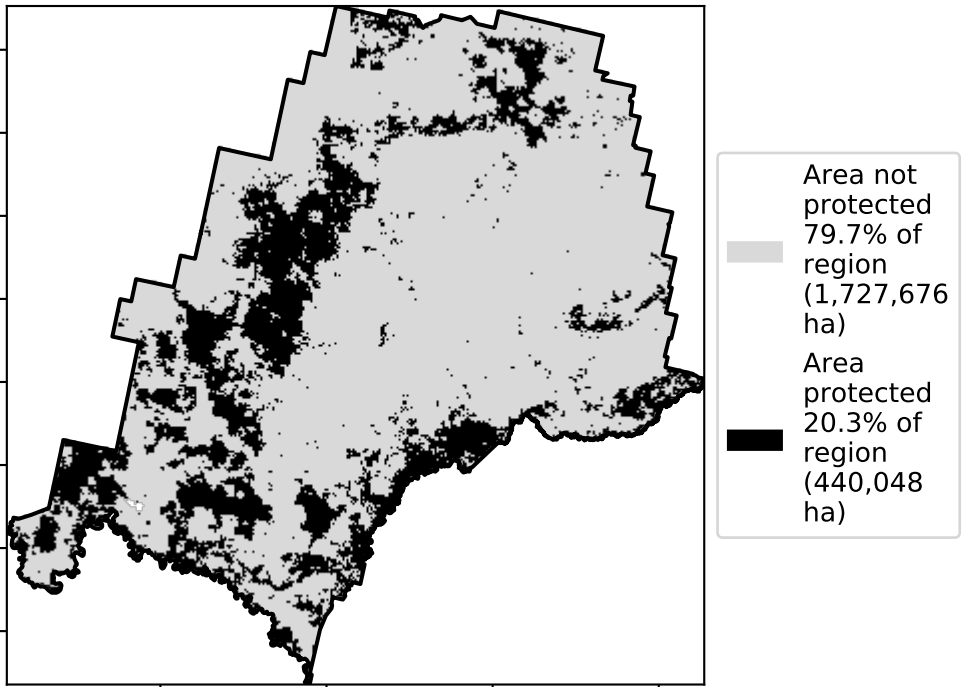 Area not
protected
79.7% of
region
(1,727,676
ha)
Area
protected
20.3% of
region
(440,048
ha)